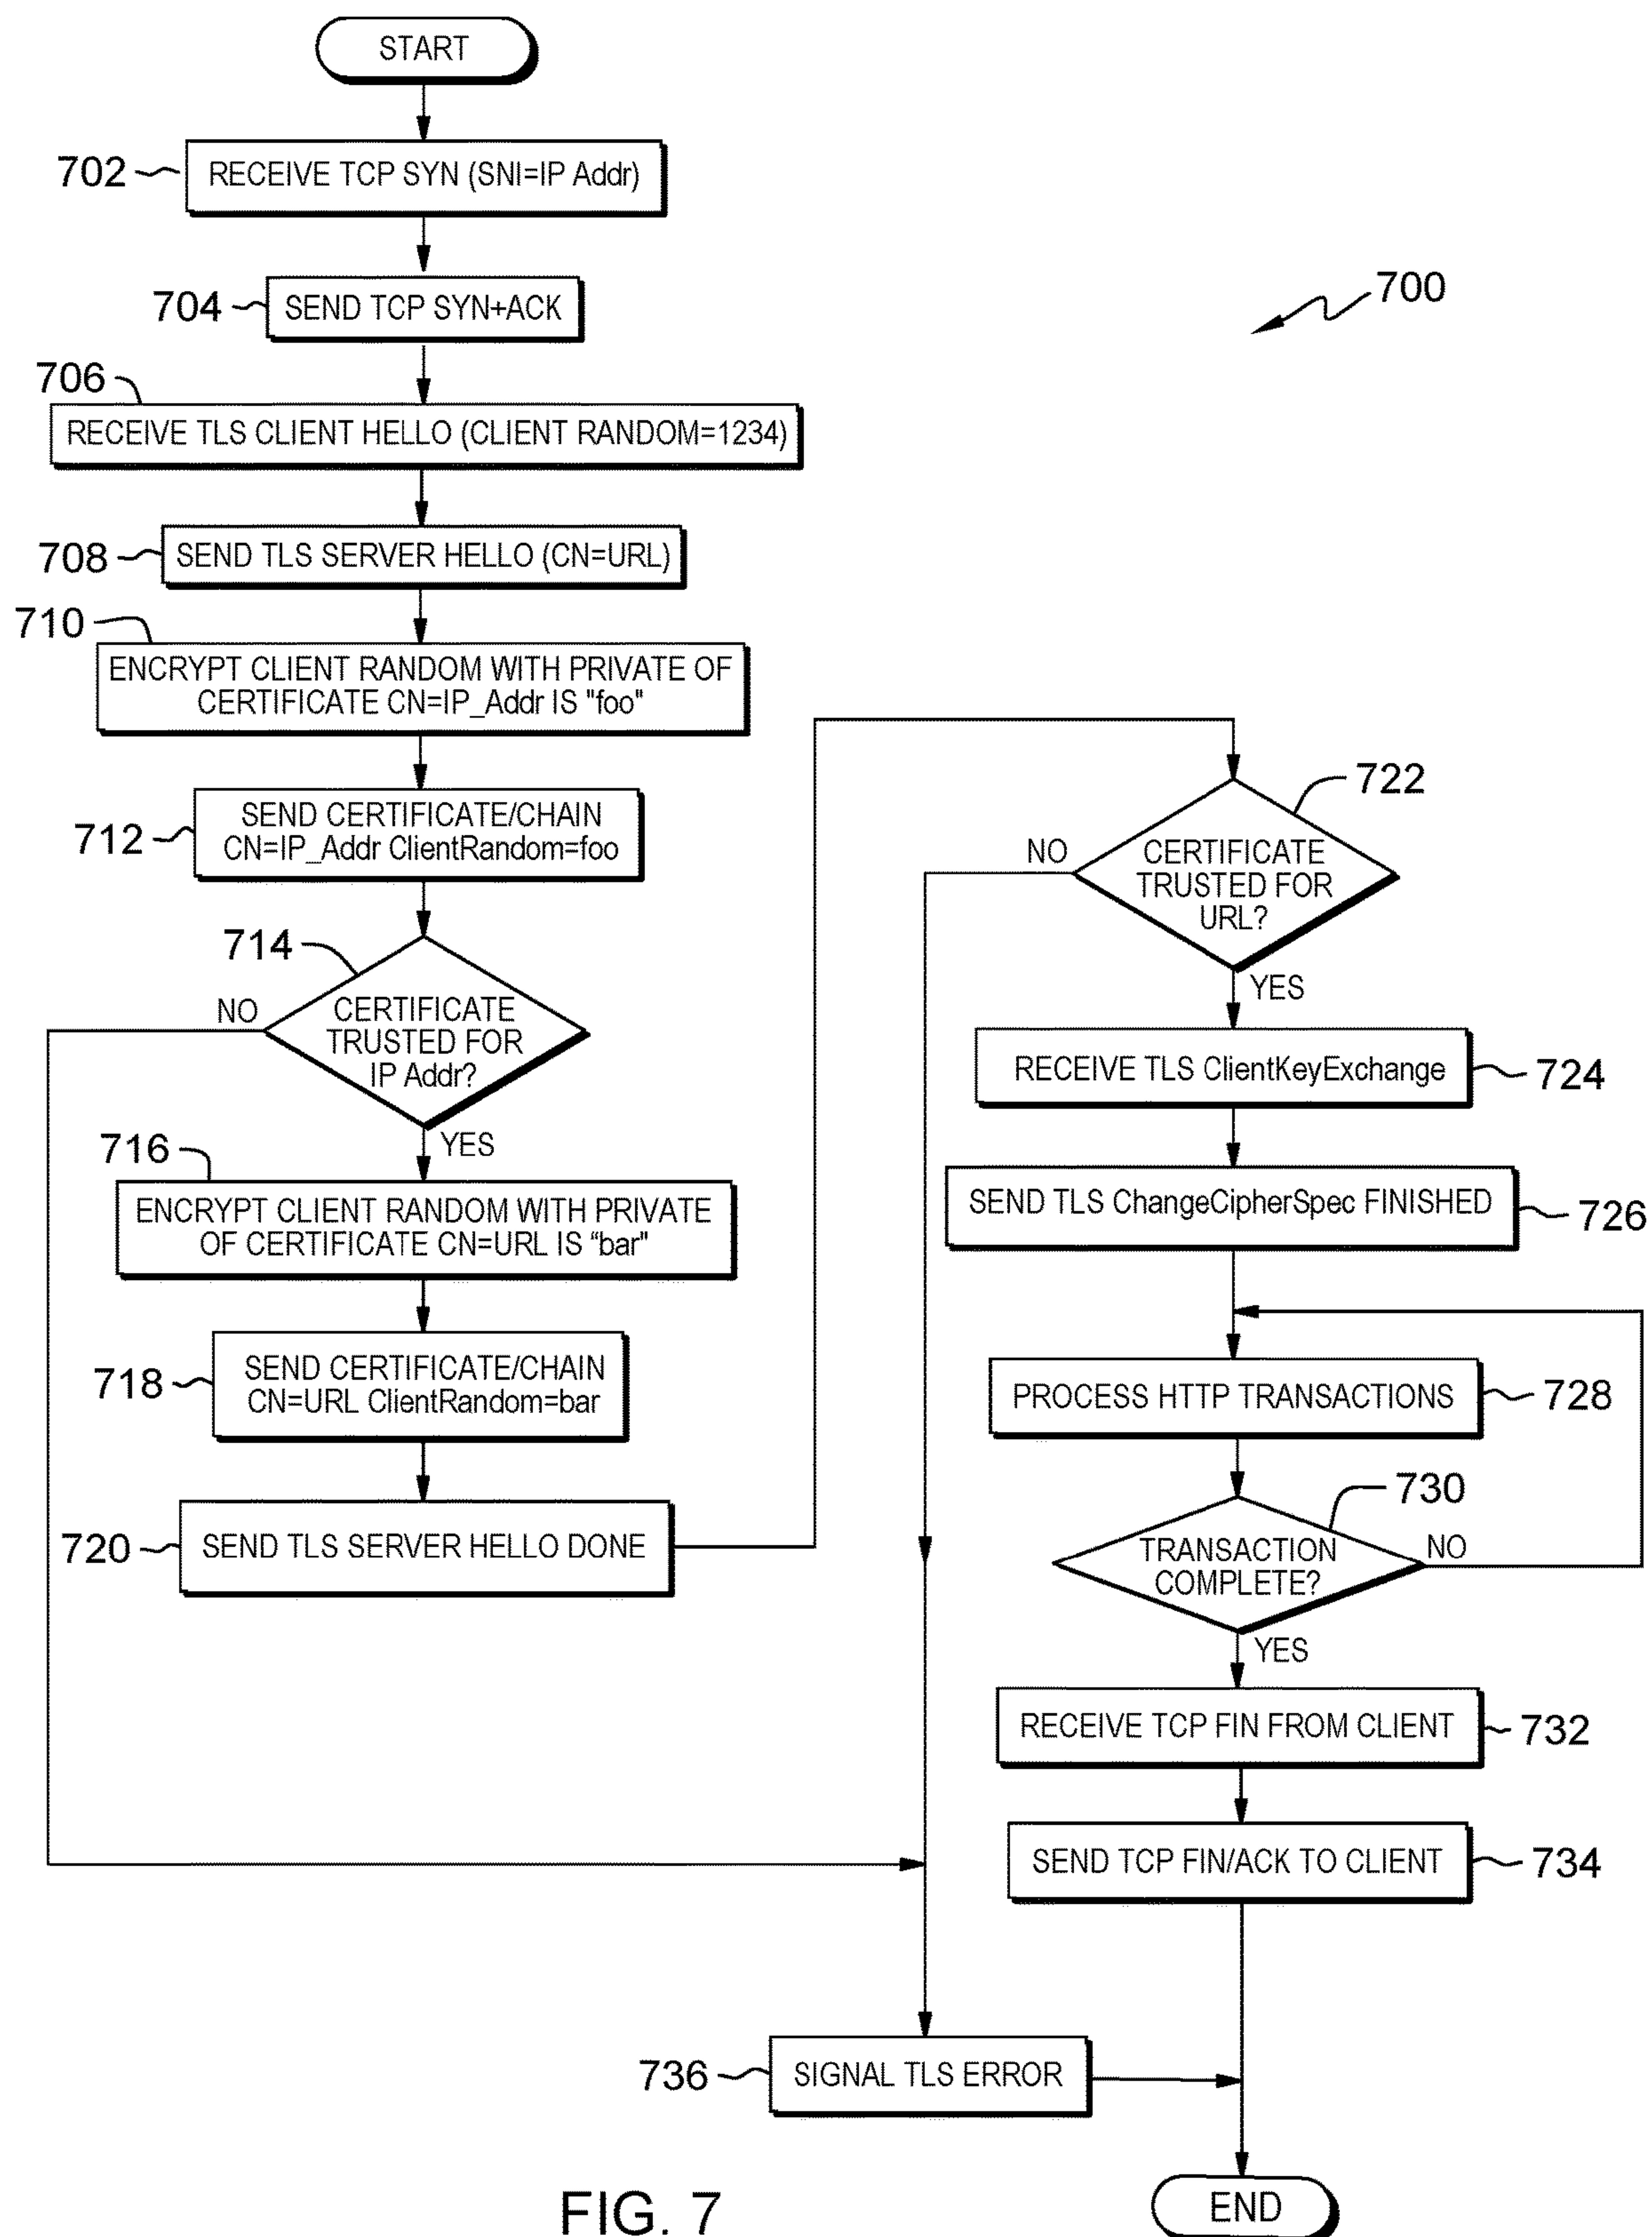 START
702
RECEIVE TCP SYN (SNI=IP Addr)
704
SEND TCP SYN+ACK
700
706
RECEIVE TLS CLIENT HELLO (CLIENT RANDOM=1234)
708
SEND TLS SERVER HELLO (CN=URL)
710
ENCRYPT CLIENT RANDOM WITH PRIVATE OF
CERTIFICATE CN=IP_Addr IS "foo"
712
SEND CERTIFICATE/CHAIN
CN=IP_Addr ClientRandom=foo
714
NO
CERTIFICATE
TRUSTED FOR
IP Addr?
YES
716
ENCRYPT CLIENT RANDOM WITH PRIVATE
OF CERTIFICATE CN=URL IS “bar"
718
SEND CERTIFICATE/CHAIN
CN=URL ClientRandom=bar
720
SEND TLS SERVER HELLO DONE
722
NO
CERTIFICATE
TRUSTED FOR
URL?
YES
RECEIVE TLS ClientKeyExchange
724
SEND TLS ChangeCipherSpec FINISHED
726
PROCESS HTTP TRANSACTIONS
728
730
TRANSACTION
COMPLETE?
NO
YES
RECEIVE TCP FIN FROM CLIENT
732
SEND TCP FIN/ACK TO CLIENT
734
736
SIGNAL TLS ERROR
END
FIG. 7